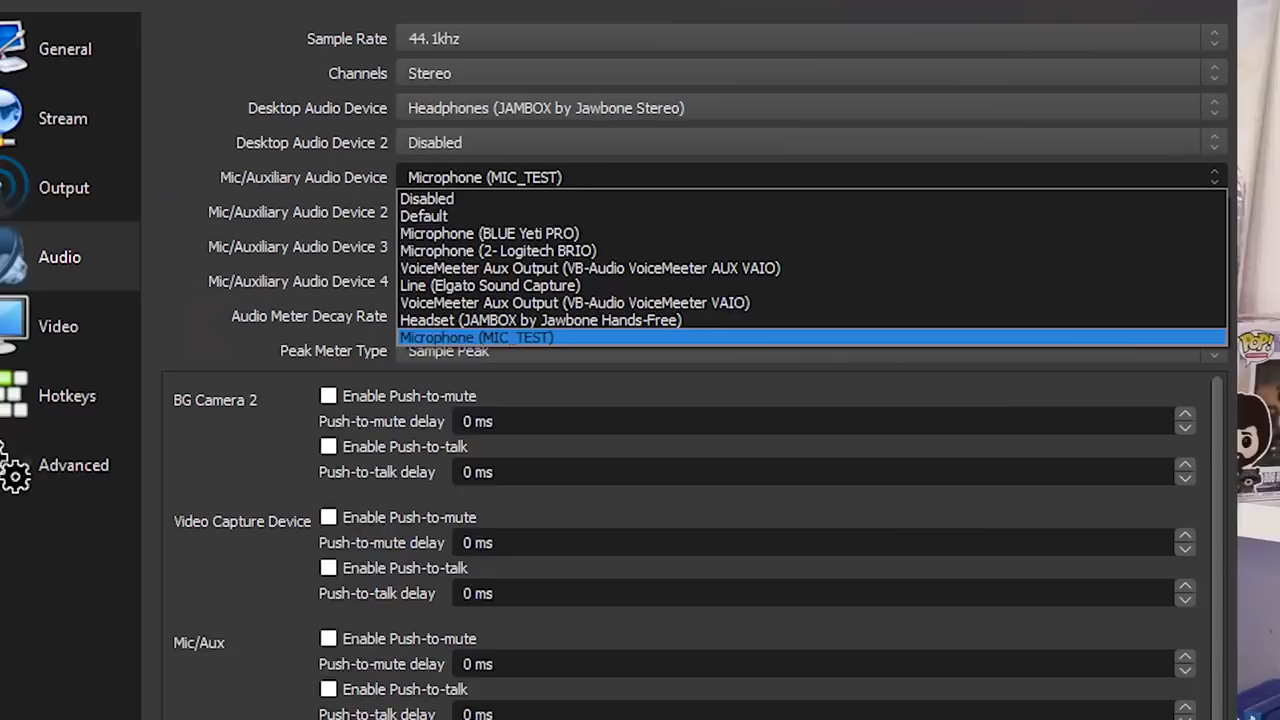 General
Stream
Output
Audio
Video
Hotkeys
Advanced
Sample Rate 44.1khz
Channels Stereo
Desktop Audio Device Headphones (JAMBOX by Jawbone Stereo)
Desktop Audio Device 2 Disabled
Mic/Auxiliary Audio Device Microphone (MIC_TEST)
Mic/Auxiliary Audio Device 2
Mic/Auxiliary Audio Device 3
Mic/Auxiliary Audio Device 4
Audio Meter Decay Rate
Disabled
Default
Microphone (BLUE Yeti PRO)
Microphone (2- Logitech BRIO)
VoiceMeeter Aux Output (VB-Audio VoiceMeeter AUX VAIO)
Line (Elgato Sound Capture)
VoiceMeeter Aux Output (VB-Audio VoiceMeeter VAIO)
Headset (JAMBOX by Jawbone Hands-Free)
Microphone (MIC_TEST)
Peak Meter Type Sample Peak
BG Camera 2
Enable Push-to-mute
Push-to-mute delay 0 ms
Enable Push-to-talk
Push-to-talk delay 0 ms
Video Capture Device
Enable Push-to-mute
Push-to-mute delay 0 ms
Enable Push-to-talk
Push-to-talk delay 0 ms
Mic/Aux
Enable Push-to-mute
Push-to-mute delay 0 ms
Enable Push-to-talk
Push-to-talk delay 0 ms
POP!